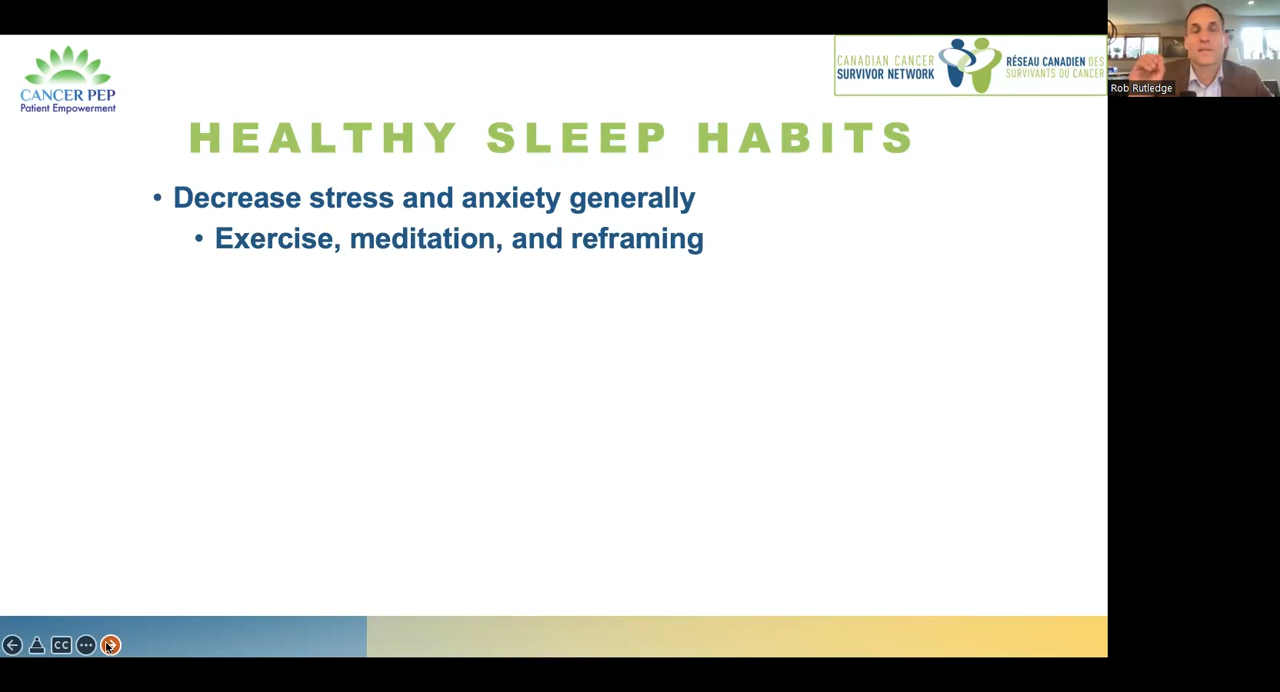 CANCER PEP
Patient Empowerment
CANADIAN CANCER
SURVIVOR NETWORK
RÉSEAU CANADIEN DES
SURVIVANTS DU CANCER
Rob Rutledge
HEALTHY SLEEP HABITS
• Decrease stress and anxiety generally
• Exercise, meditation, and reframing
CC